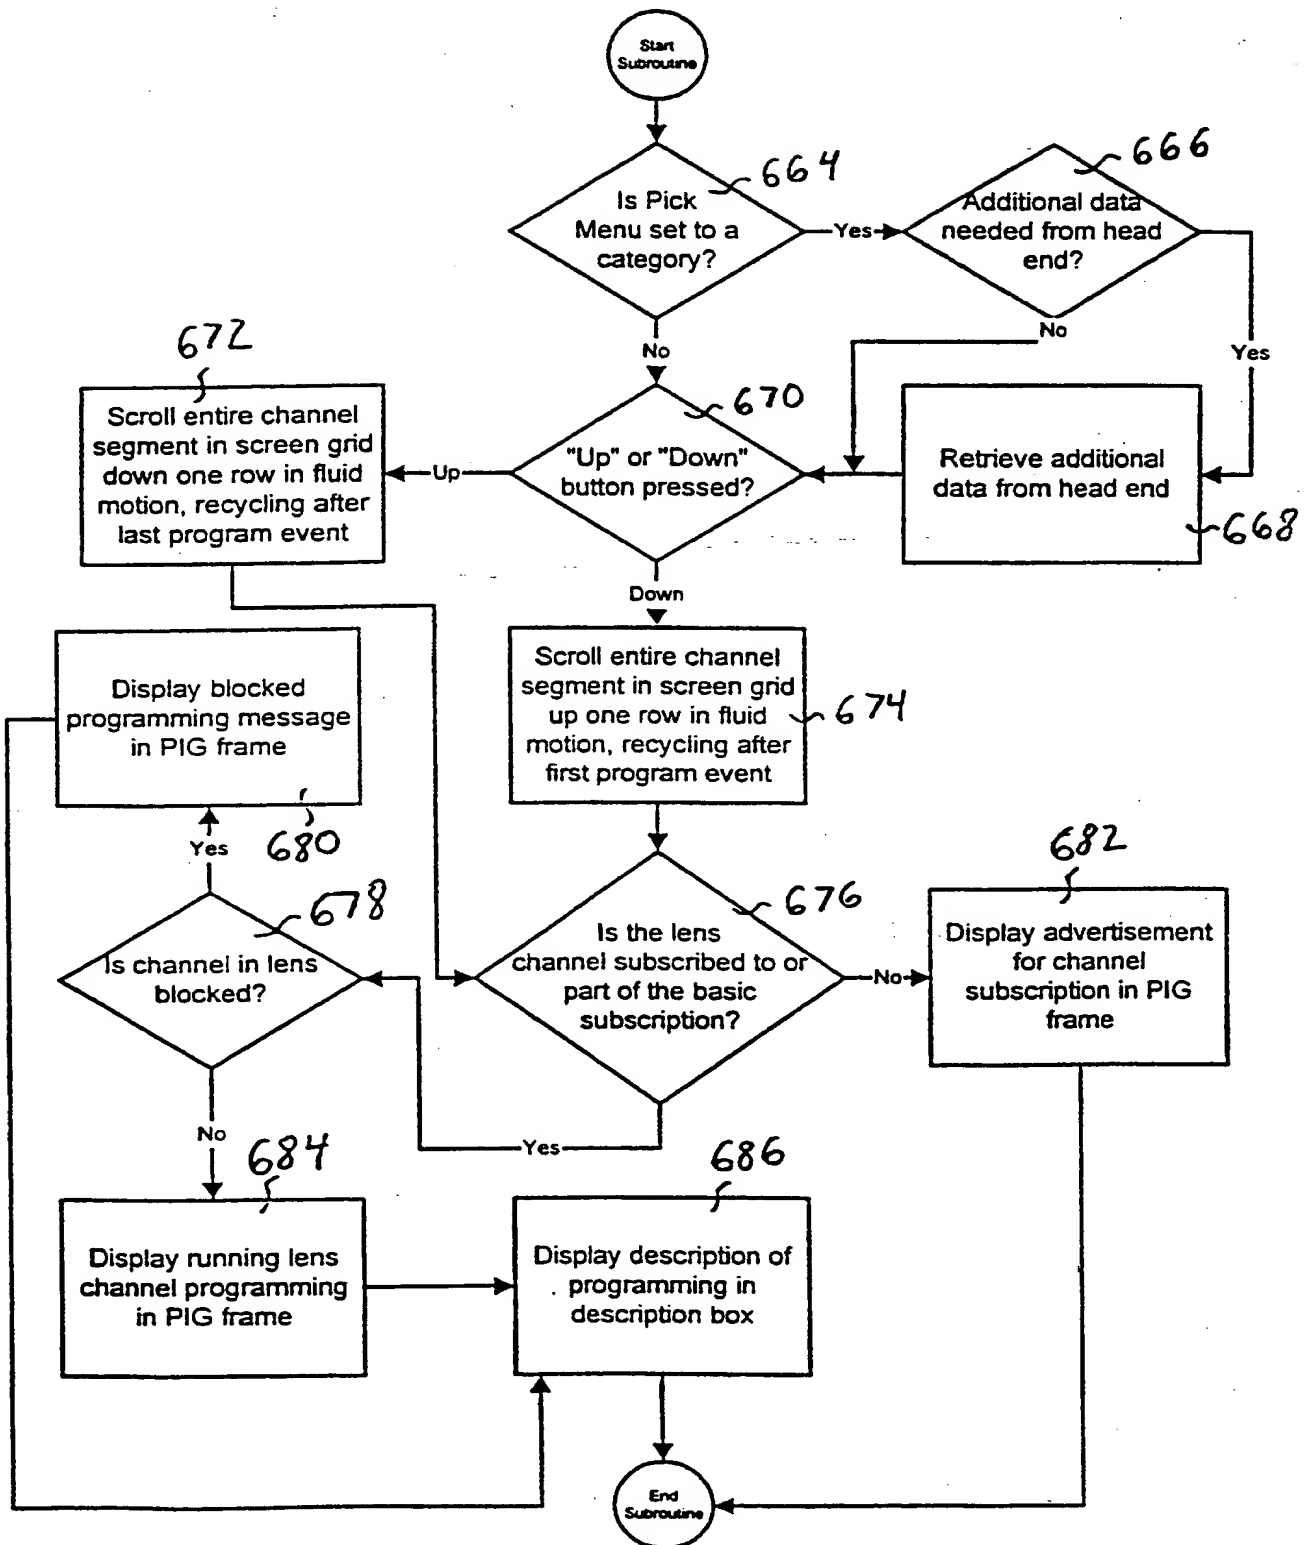 Start
Subroutine
664
Is Pick
Menu set to a
category?
Yes
666
Additional data
needed from head
end?
No
Yes
No
672
Scroll entire channel
segment in screen grid
down one row in fluid
motion, recycling after
last program event
Up
670
"Up" or "Down"
button pressed?
Retrieve additional
data from head end
668
Down
Display blocked
programming message
in PIG frame
680
Scroll entire channel
segment in screen grid
up one row in fluid
motion, recycling after
first program event
674
Yes
678
Is channel in lens
blocked?
676
Is the lens
channel subscribed to or
part of the basic
subscription?
No
682
Display advertisement
for channel
subscription in PIG
frame
No
Yes
684
Display running lens
channel programming
in PIG frame
686
Display description of
programming in
description box
End
Subroutine